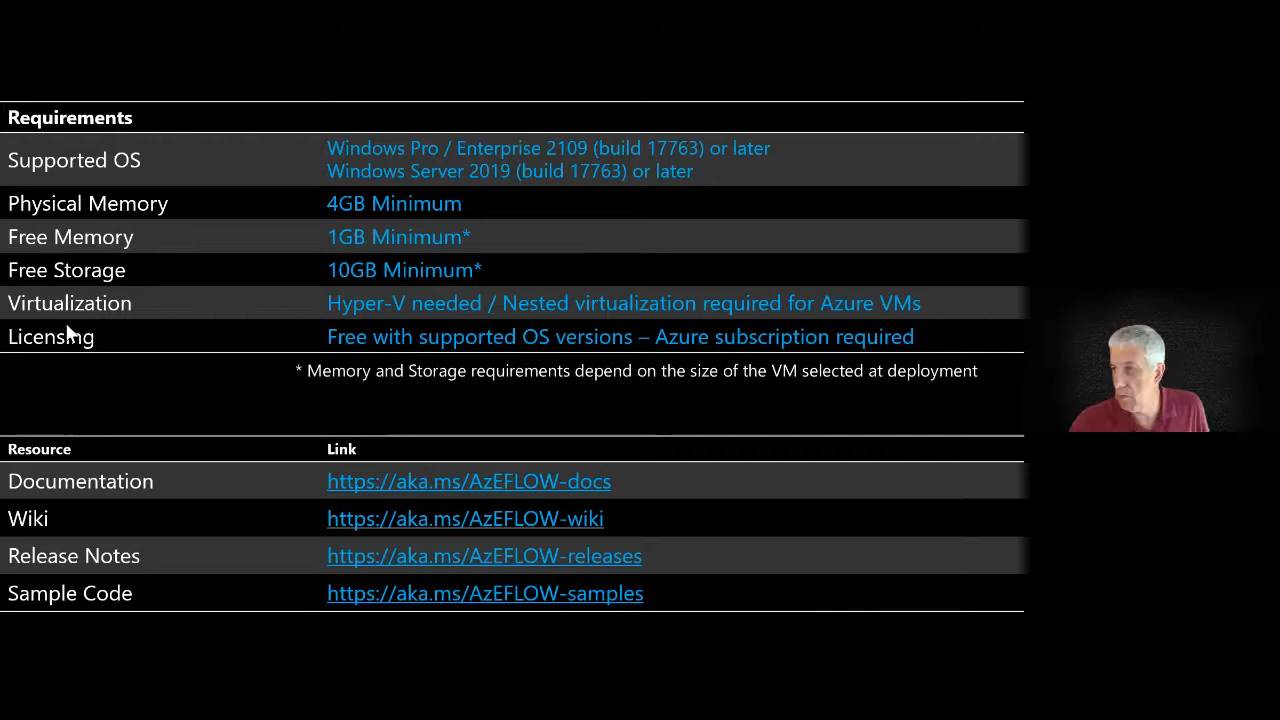 Requirements
Supported OS
Windows Pro / Enterprise 2109 (build 17763) or later
Windows Server 2019 (build 17763) or later
Physical Memory
4GB Minimum
Free Memory
1GB Minimum*
Free Storage
10GB Minimum*
Virtualization
Hyper-V needed / Nested virtualization required for Azure VMs
Licensing
Free with supported OS versions – Azure subscription required
* Memory and Storage requirements depend on the size of the VM selected at deployment
Resource
Link
Documentation
https://aka.ms/AzEFLOW-docs
Wiki
https://aka.ms/AzEFLOW-wiki
Release Notes
https://aka.ms/AzEFLOW-releases
Sample Code
https://aka.ms/AzEFLOW-samples